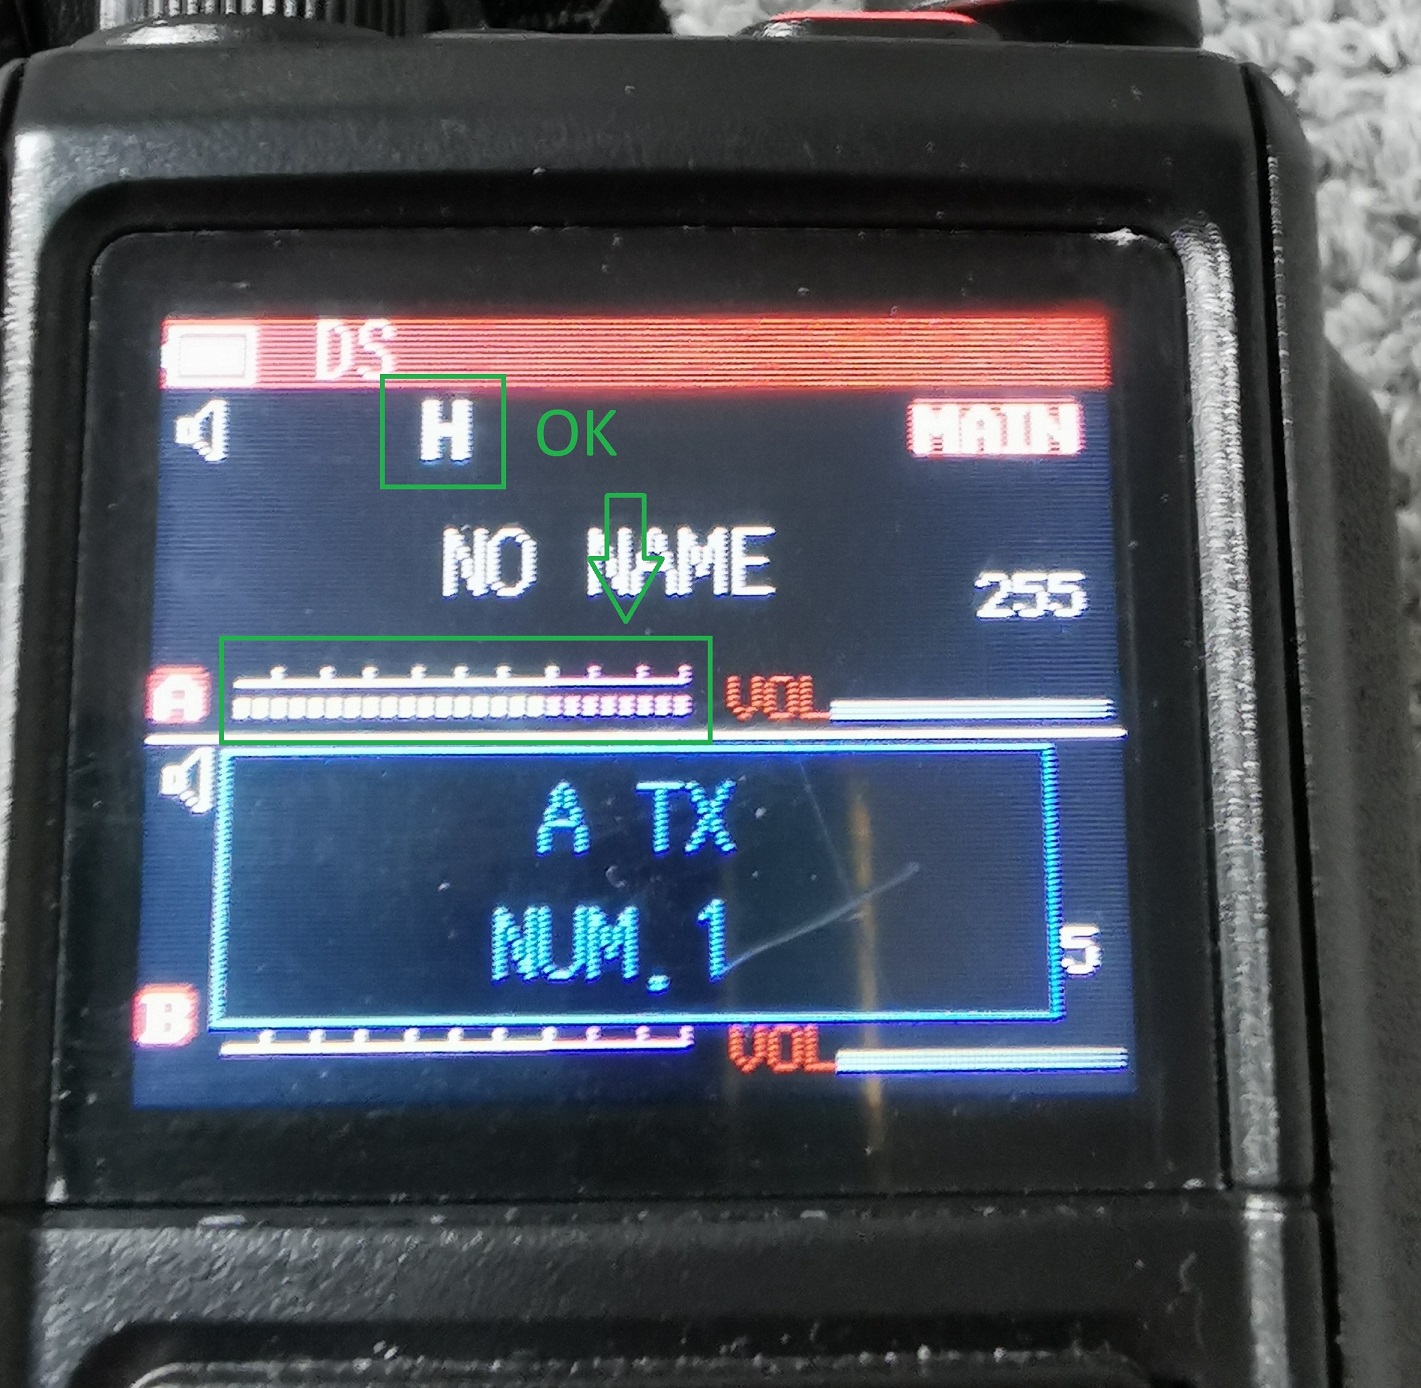 DS
H OK MAIN
NO NAME
255
A VOL
A TX
NUM.1
5
B VOL